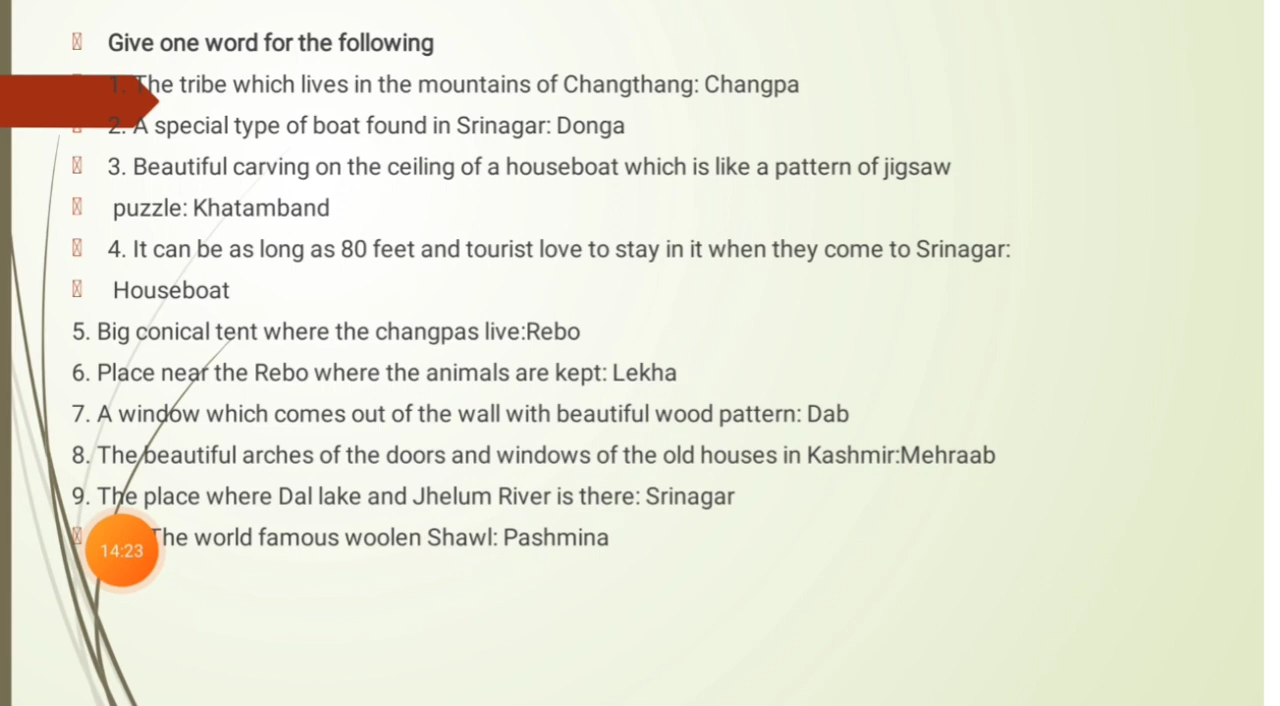 Give one word for the following
1. The tribe which lives in the mountains of Changthang: Changpa
2. A special type of boat found in Srinagar: Donga
3. Beautiful carving on the ceiling of a houseboat which is like a pattern of jigsaw
puzzle: Khatamband
4. It can be as long as 80 feet and tourist love to stay in it when they come to Srinagar:
Houseboat
5. Big conical tent where the changpas live:Rebo
6. Place near the Rebo where the animals are kept: Lekha
7. A window which comes out of the wall with beautiful wood pattern: Dab
8. The beautiful arches of the doors and windows of the old houses in Kashmir:Mehraab
9. The place where Dal lake and Jhelum River is there: Srinagar
The world famous woolen Shawl: Pashmina
14:23